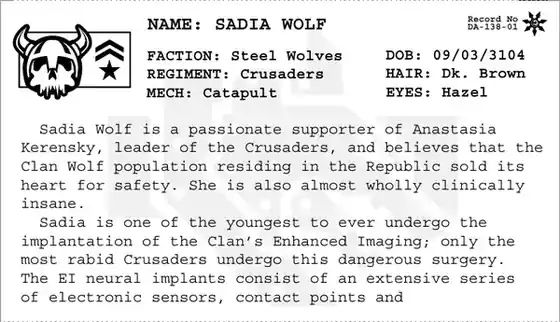 NAME: SADIA WOLF
Record No
DA-138-01
FACTION: Steel Wolves DOB: 09/03/3104
REGIMENT: Crusaders HAIR: Dk. Brown
MECH: Catapult EYES: Hazel
Sadia Wolf is a passionate supporter of Anastasia
Kerensky, leader of the Crusaders, and believes that the
Clan Wolf population residing in the Republic sold its
heart for safety. She is also almost wholly clinically
insane.
Sadia is one of the youngest to ever undergo the
implantation of the Clan's Enhanced Imaging; only the
most rabid Crusaders undergo this dangerous surgery.
The EI neural implants consist of an extensive series
of electronic sensors, contact points and